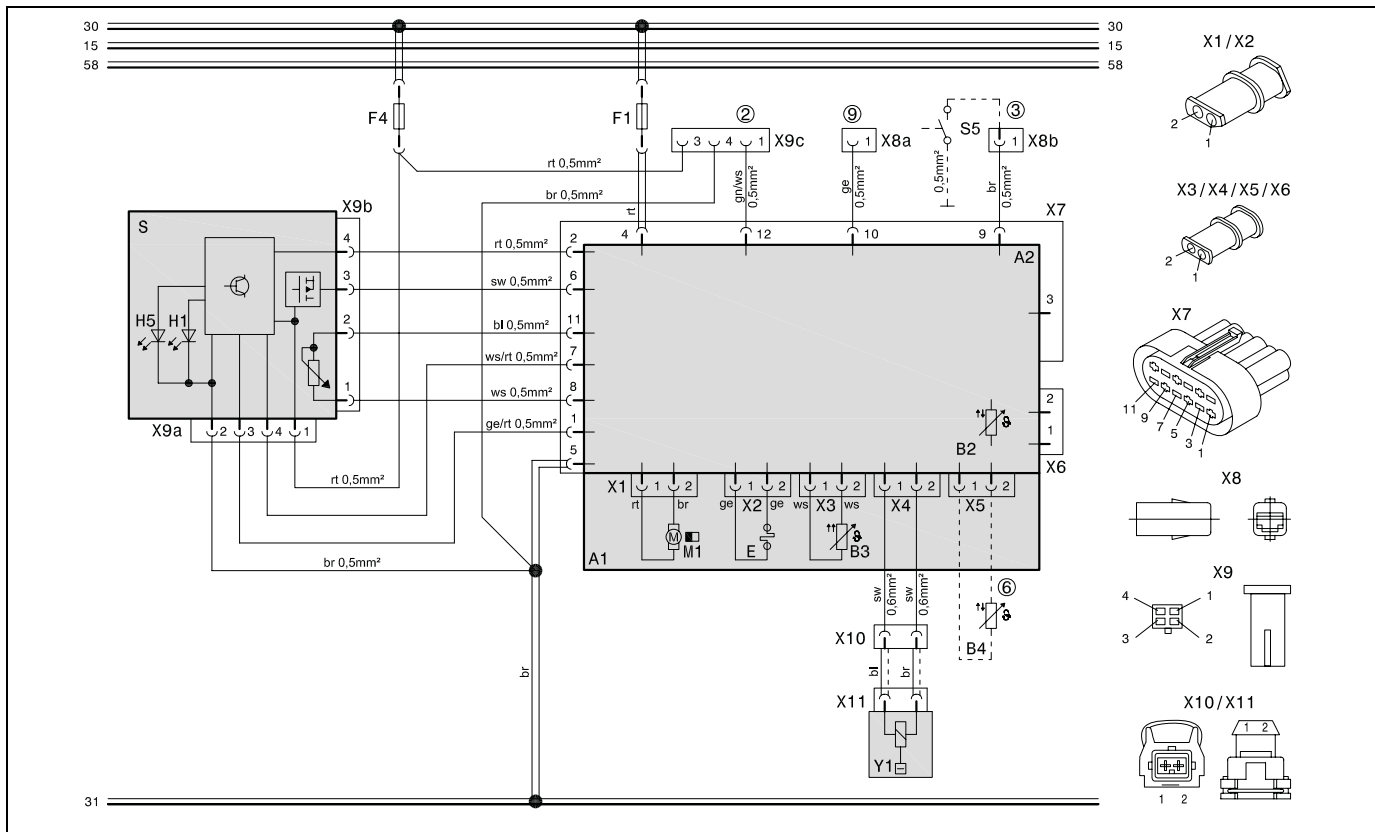 30 30
15 15
58 58
X1/X2
2
1
F4
F1
②
3 4 1 X9c
⑨
1 X8a
S5
③
1 X8b
rt 0,5mm²
br 0,5mm²
rt
gn/ws
0,5mm²
ge
0,5mm²
0,5mm²
br
0,5mm²
X3/X4/X5/X6
2
1
X7
4 12 10 9
S
X9b
4
3
2
1
H5 H1
rt 0,5mm²
sw 0,5mm²
bl 0,5mm²
ws/rt 0,5mm²
ws 0,5mm²
ge/rt 0,5mm²
2
6
11
7
8
1
5
A2
3
2
1
B2
X6
X9a 2 3 4 1
rt 0,5mm²
br 0,5mm²
X1 1 2
rt br
1 2
ge X2 ge
1 2
ws X3 ws
1 2
X4
1 2
X5
A1
M
M1
E
B3
sw
0,6mm²
sw
0,6mm²
⑥
B4
X10
bl
br
X11
Y1
br
31
X7
11
9
7
5
3
1
X8
X9
4 1
3 2
X10/X11
1 2
1 2